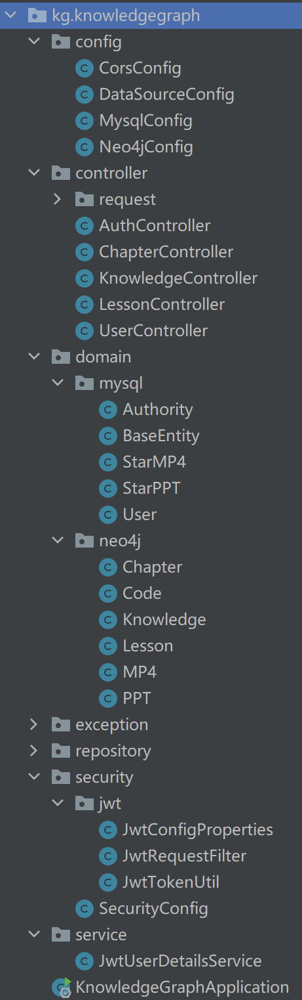 kg.knowledgegraph
config
CorsConfig
DataSourceConfig
MysqlConfig
Neo4jConfig
controller
request
AuthController
ChapterController
KnowledgeController
LessonController
UserController
domain
mysql
Authority
BaseEntity
StarMP4
StarPPT
User
neo4j
Chapter
Code
Knowledge
Lesson
MP4
PPT
exception
repository
security
jwt
JwtConfigProperties
JwtRequestFilter
JwtTokenUtil
SecurityConfig
service
JwtUserDetailsService
KnowledgeGraphApplication